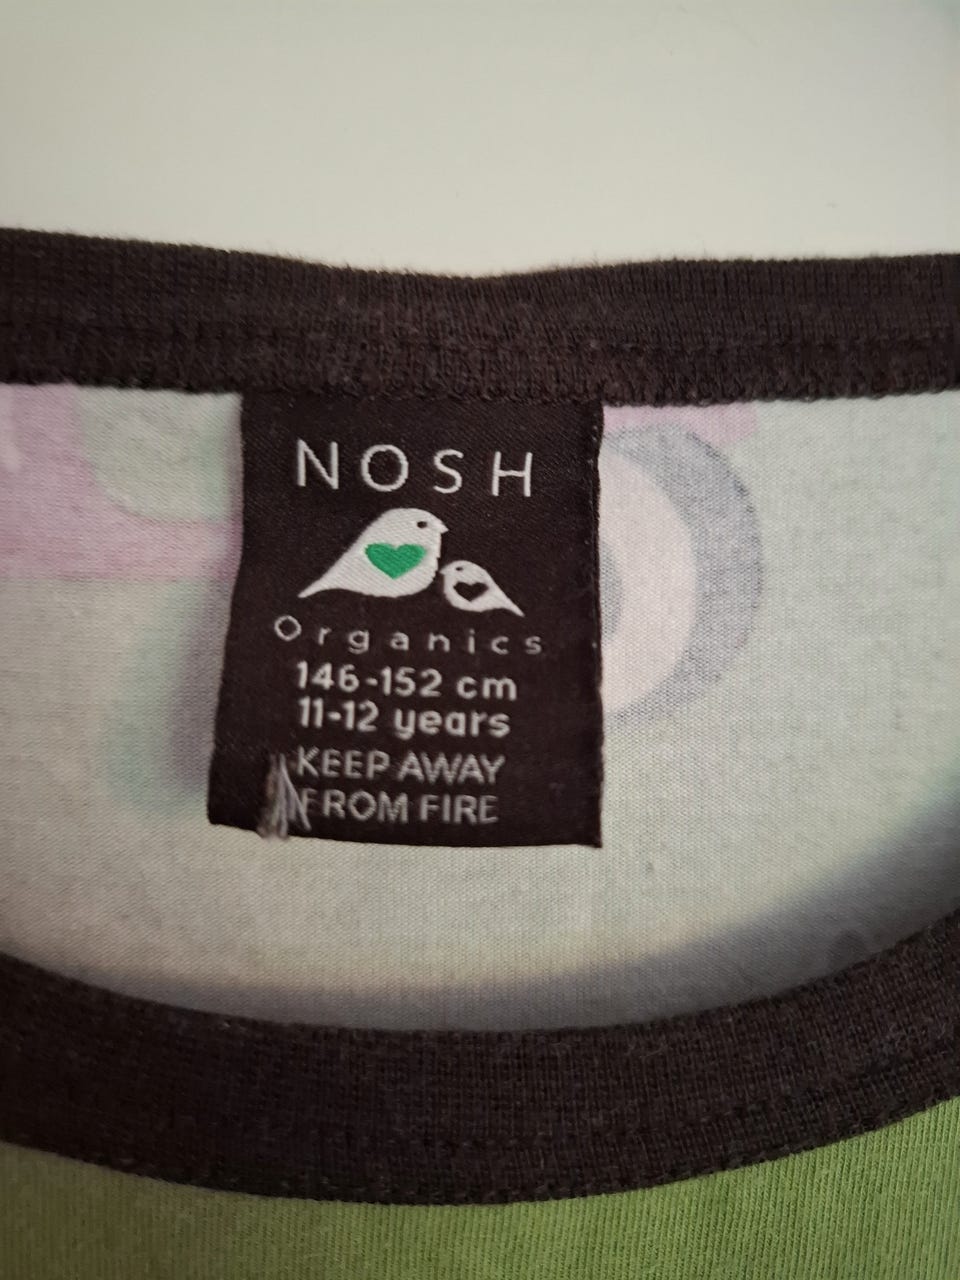 NOSH
Organics
146-152 cm
11-12 years
KEEP AWAY
FROM FIRE